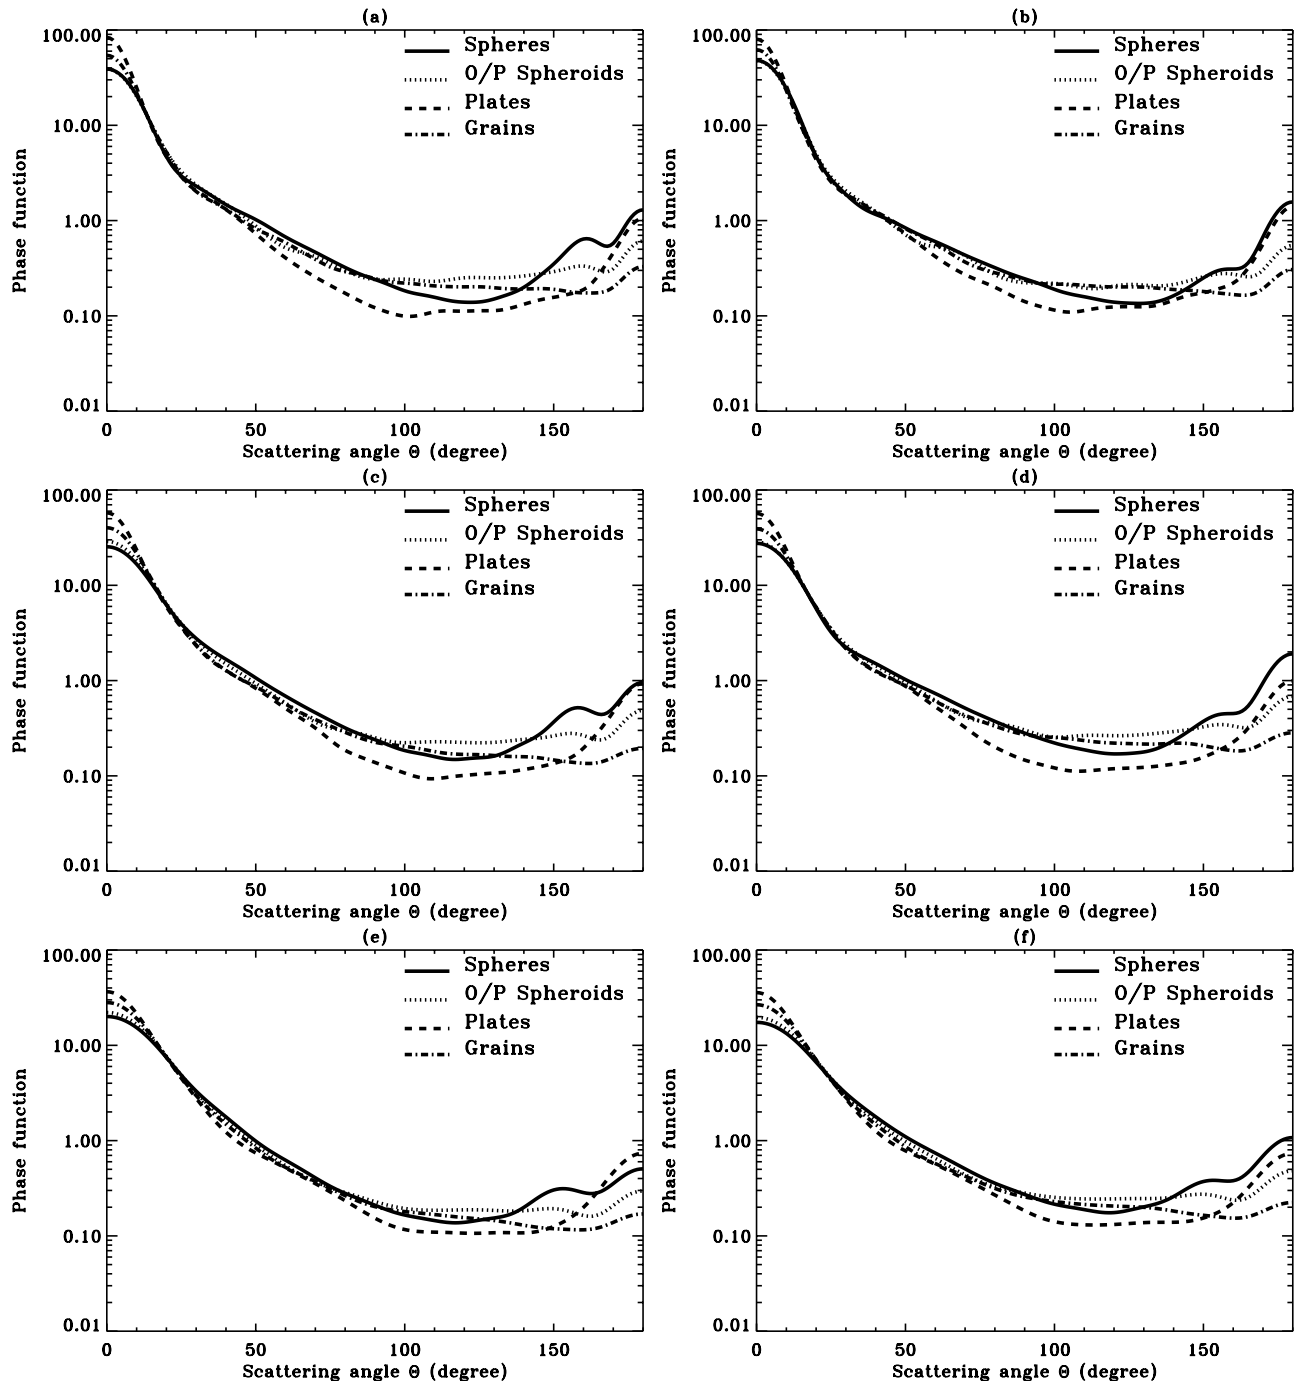 (a)
100.00
10.00
1.00
0.10
0.01
Phase function
Spheres
O/P Spheroids
Plates
Grains
0 50 100 150
Scattering angle Θ (degree)
(b)
100.00
10.00
1.00
0.10
0.01
Phase function
Spheres
O/P Spheroids
Plates
Grains
0 50 100 150
Scattering angle Θ (degree)
(c)
100.00
10.00
1.00
0.10
0.01
Phase function
Spheres
O/P Spheroids
Plates
Grains
0 50 100 150
Scattering angle Θ (degree)
(d)
100.00
10.00
1.00
0.10
0.01
Phase function
Spheres
O/P Spheroids
Plates
Grains
0 50 100 150
Scattering angle Θ (degree)
(e)
100.00
10.00
1.00
0.10
0.01
Phase function
Spheres
O/P Spheroids
Plates
Grains
0 50 100 150
Scattering angle Θ (degree)
(f)
100.00
10.00
1.00
0.10
0.01
Phase function
Spheres
O/P Spheroids
Plates
Grains
0 50 100 150
Scattering angle Θ (degree)